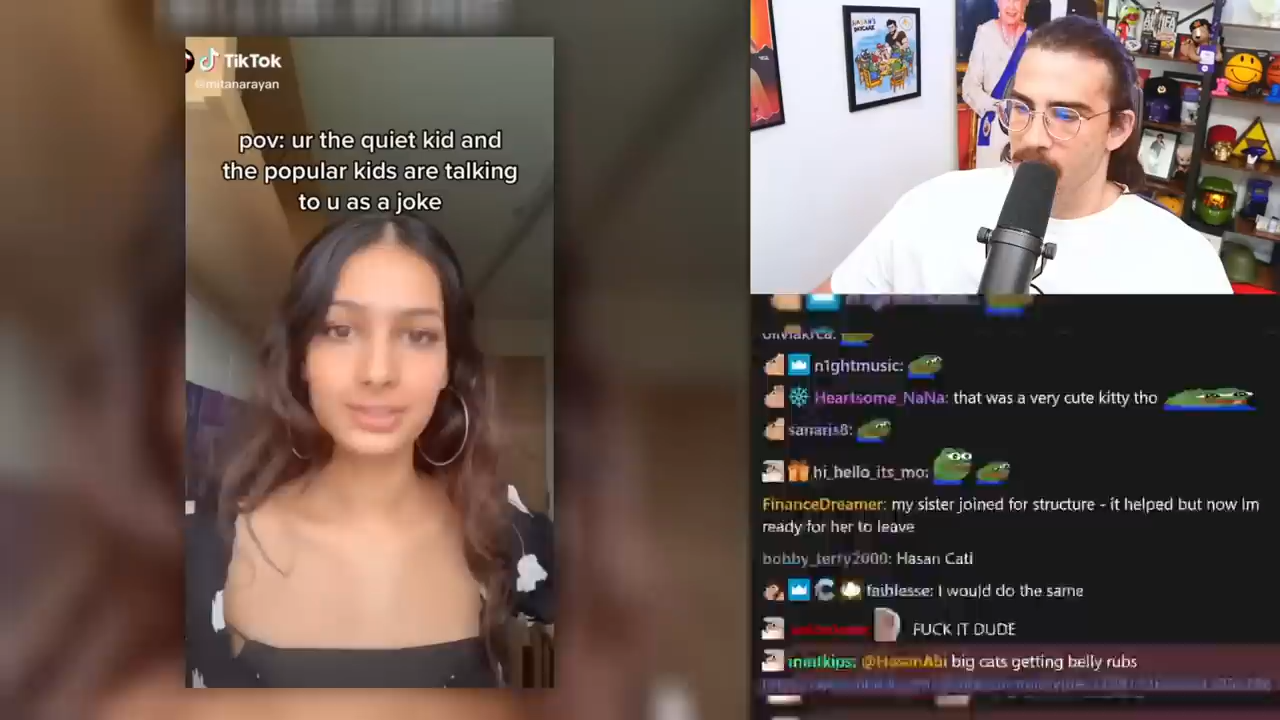 TikTok
@mitanarayan
pov: ur the quiet kid and
the popular kids are talking
to u as a joke
n1ghtmusic:
Heartsome_NaNa: that was a very cute kitty tho
sanaris8:
hi_hello_its_mo:
FinanceDreamer: my sister joined for structure - it helped but now Im
ready for her to leave
bobby_terry2000: Hasan Cati
faihlesse: I would do the same
FUCK IT DUDE
@HasanAbi big cats getting belly rubs